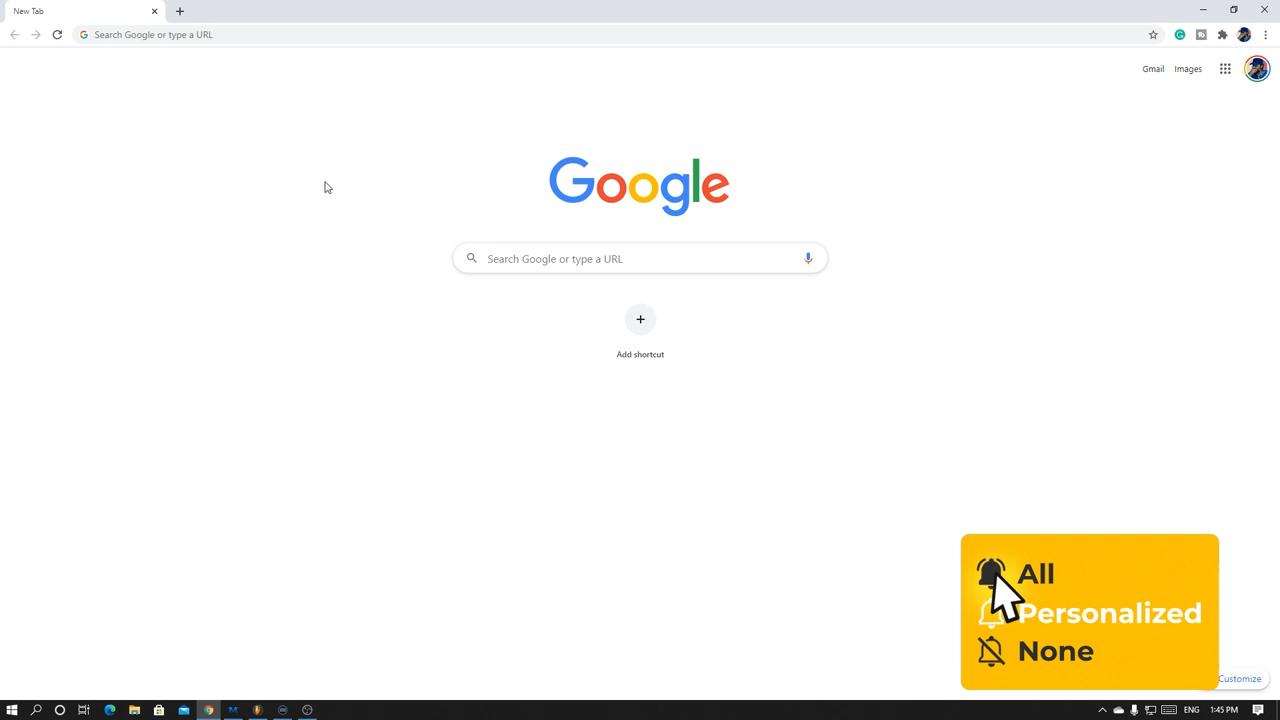 New Tab
Search Google or type a URL
Gmail
Images
Google
Search Google or type a URL
Add shortcut
All
Personalized
None
Customize
ENG
1:45 PM